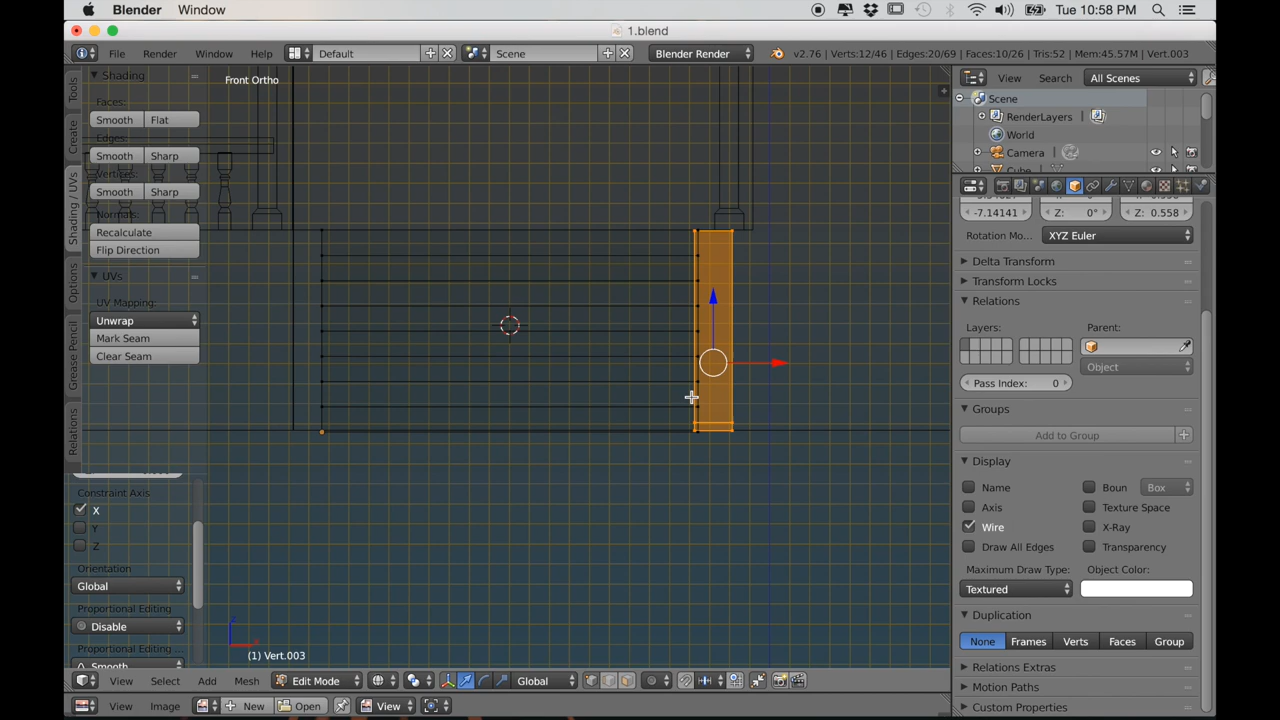 Blender Window Tue 10:58 PM
1.blend
File Render Window Help Default Scene Blender Render v2.76 | Verts:12/46 | Edges:20/69 | Faces:10/26 | Tris:52 | Mem:45.57M | Vert.003
Shading
Front Ortho
View Search All Scenes
Scene
RenderLayers
World
Camera
Cube
Tools
Create
Shading / UVs
Options
Grease Pencil
Relations
Faces:
Smooth Flat
Edges:
Smooth Sharp
Vertices:
Smooth Sharp
Normals:
Recalculate
Flip Direction
UVs
UV Mapping:
Unwrap
Mark Seam
Clear Seam
Constraint Axis
X
Y
Z
Orientation
Global
Proportional Editing
Disable
Proportional Editing ...
Smooth
(1) Vert.003
-7.14141 Z: 0° Z: 0.558
Rotation Mo... XYZ Euler
Delta Transform
Transform Locks
Relations
Layers: Parent:
Object
Pass Index: 0
Groups
Add to Group
Display
Name Boun Box
Axis Texture Space
Wire X-Ray
Draw All Edges Transparency
Maximum Draw Type: Object Color:
Textured
Duplication
None Frames Verts Faces Group
Relations Extras
Motion Paths
Custom Properties
View Select Add Mesh Edit Mode Global
View Image New Open View